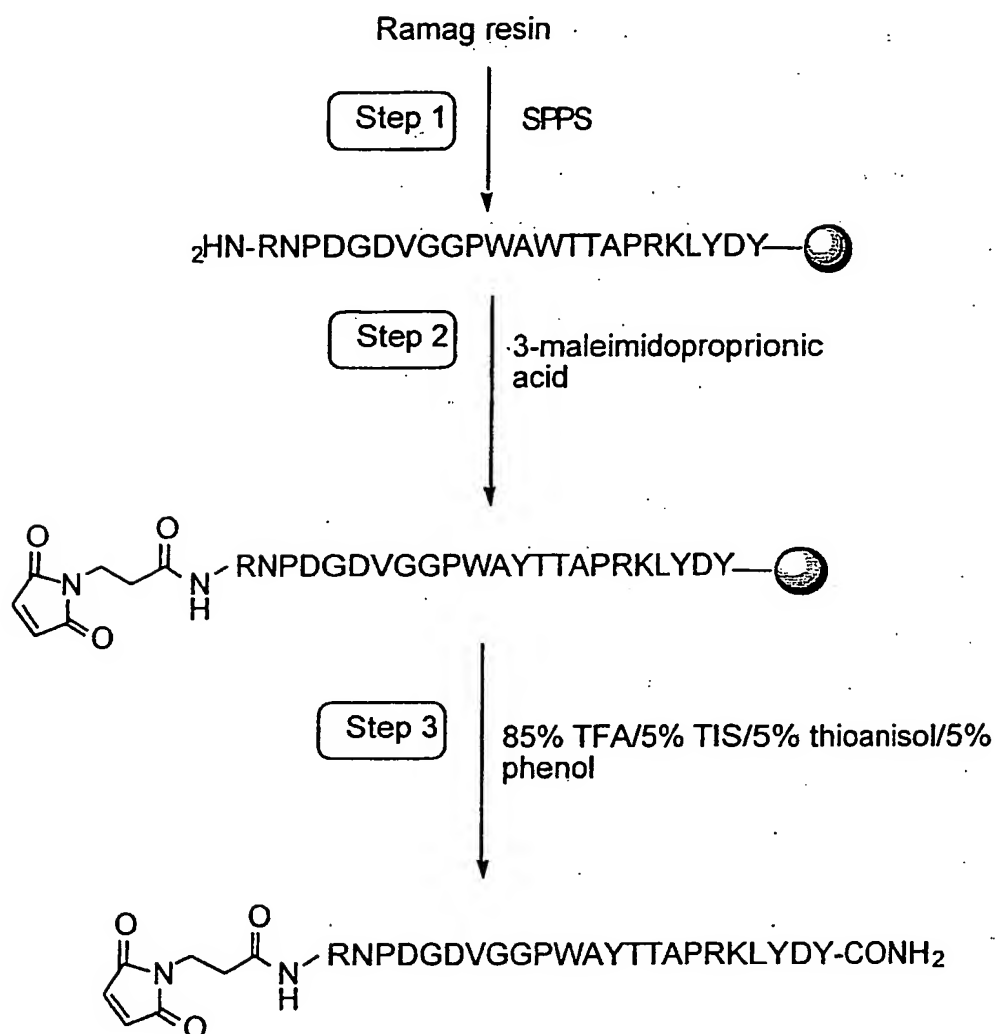 Ramag resin
Step 1
SPPS
₂HN-RNPDGDVGGPWAWTTAPRKLYDY
Step 2
3-maleimidoproprionic
acid
O
O
N
O
N
H
RNPDGDVGGPWAYTTAPRKLYDY
Step 3
85% TFA/5% TIS/5% thioanisol/5%
phenol
O
O
N
O
N
H
RNPDGDVGGPWAYTTAPRKLYDY-CONH₂